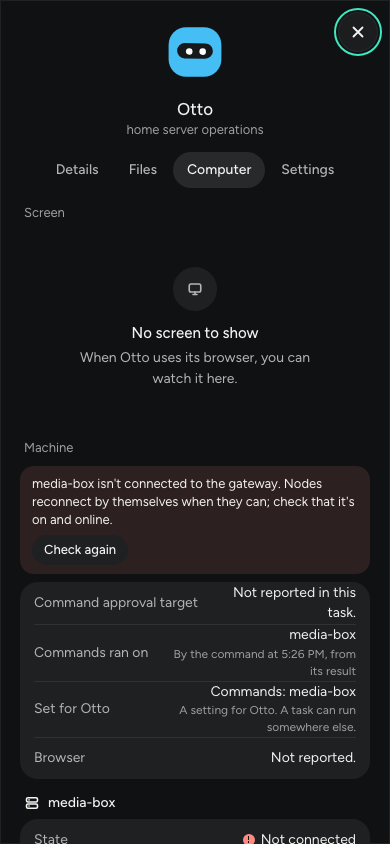 Otto
home server operations
Details
Files
Computer
Settings
Screen
No screen to show
When Otto uses its browser, you can
watch it here.
Machine
media-box isn't connected to the gateway. Nodes
reconnect by themselves when they can; check that it's
on and online.
Check again
Command approval target
Not reported in this
task.
Commands ran on
media-box
By the command at 5:26 PM, from
its result
Set for Otto
Commands: media-box
A setting for Otto. A task can run
somewhere else.
Browser
Not reported.
media-box
State
Not connected